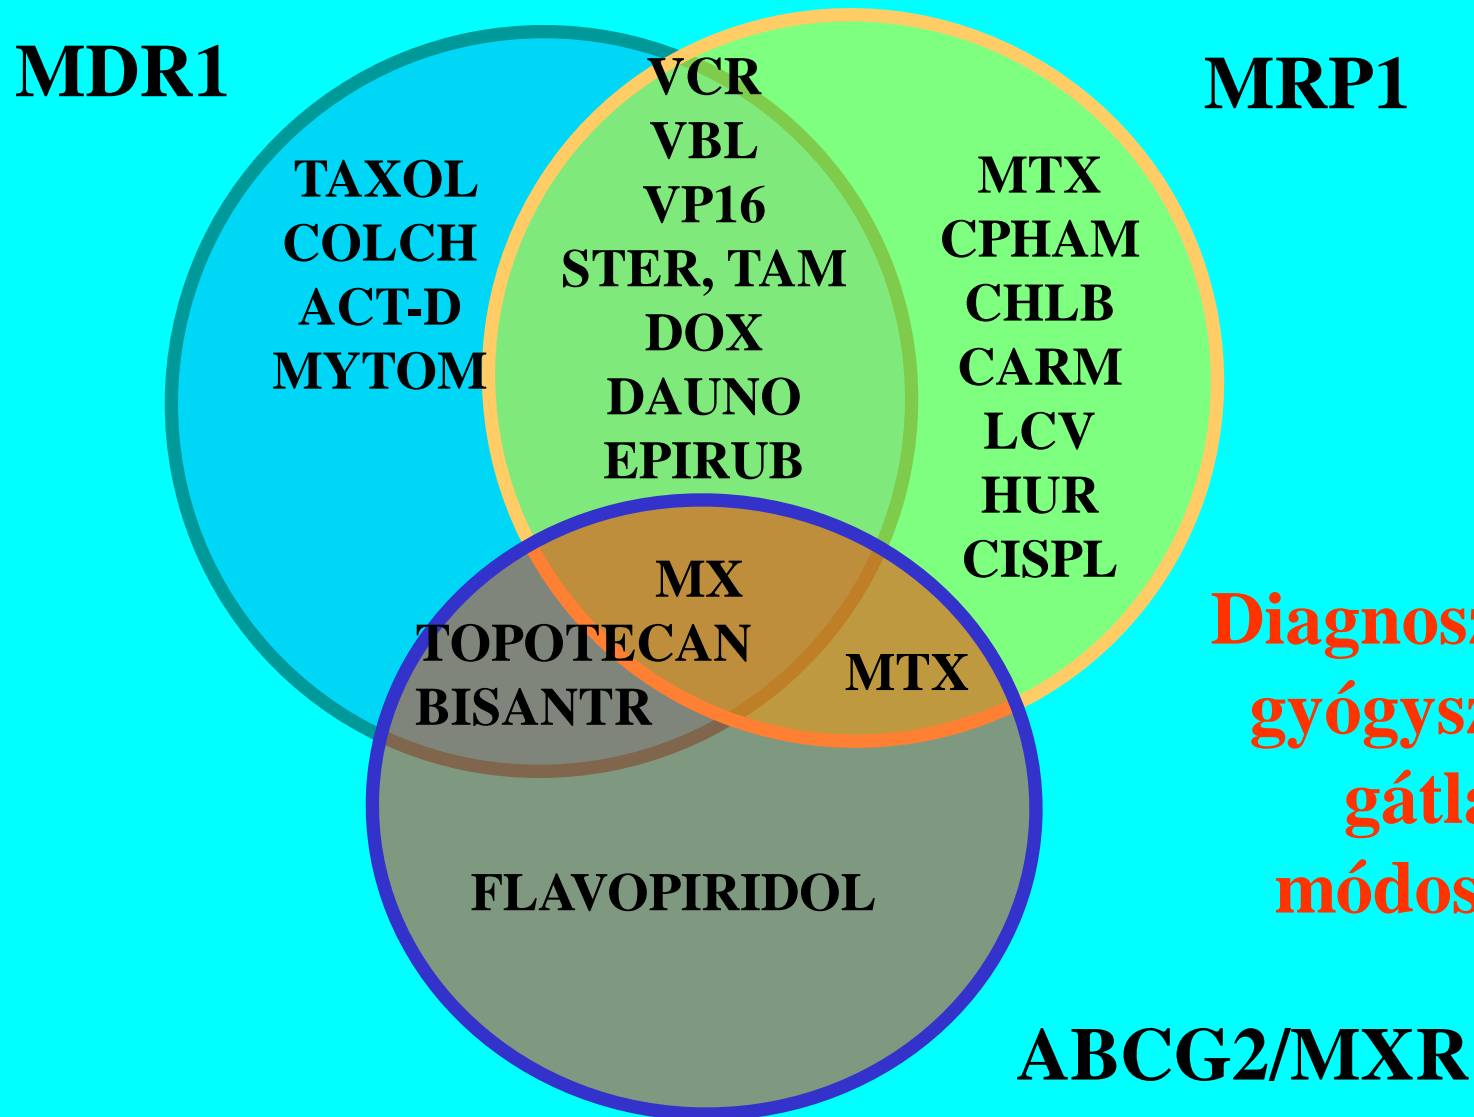 MDR1
MRP1
TAXOL
COLCH
ACT-D
MYTOM
VCR
VBL
VP16
STER, TAM
DOX
DAUNO
EPIRUB
MTX
CPHAM
CHLB
CARM
LCV
HUR
CISPL
MX
TOPOTECAN
BISANTR
MTX
FLAVOPIRIDOL
ABCG2/MXR